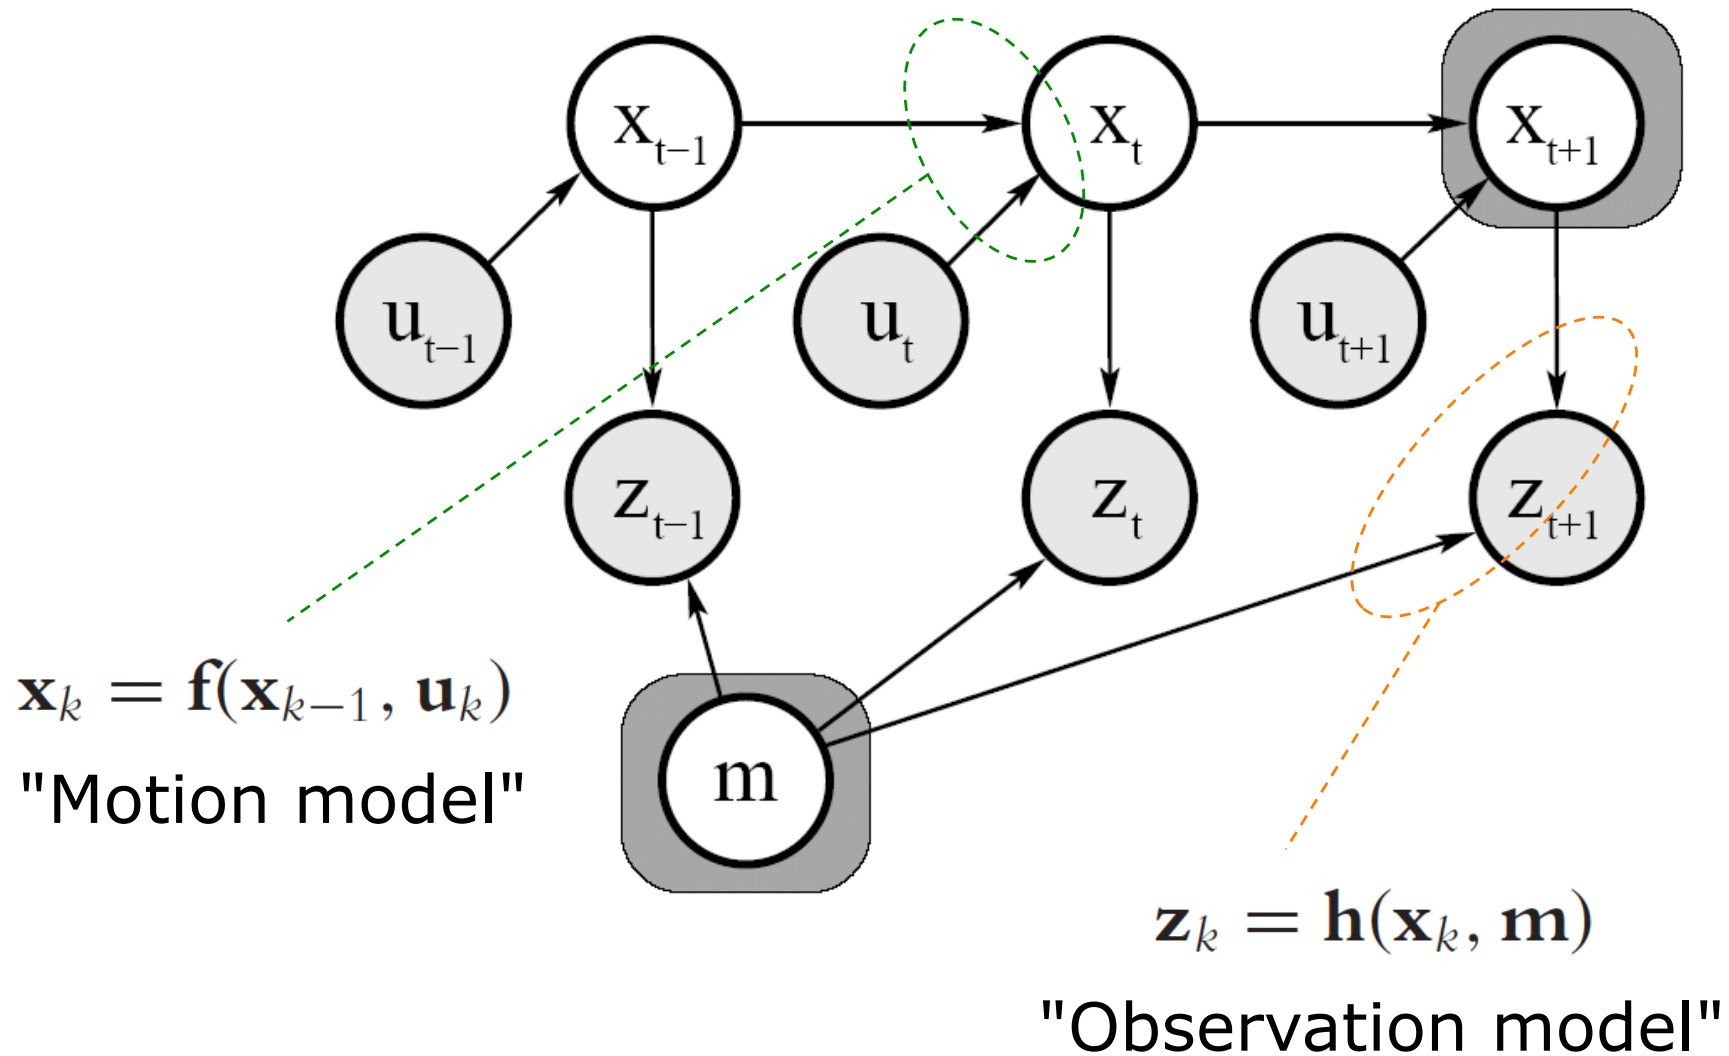 x_{t−1} x_t x_{t+1}
u_{t−1} u_t u_{t+1}
z_{t−1} z_t z_{t+1}
x_k = f(x_{k−1}, u_k)
"Motion model"
m
z_k = h(x_k, m)
"Observation model"